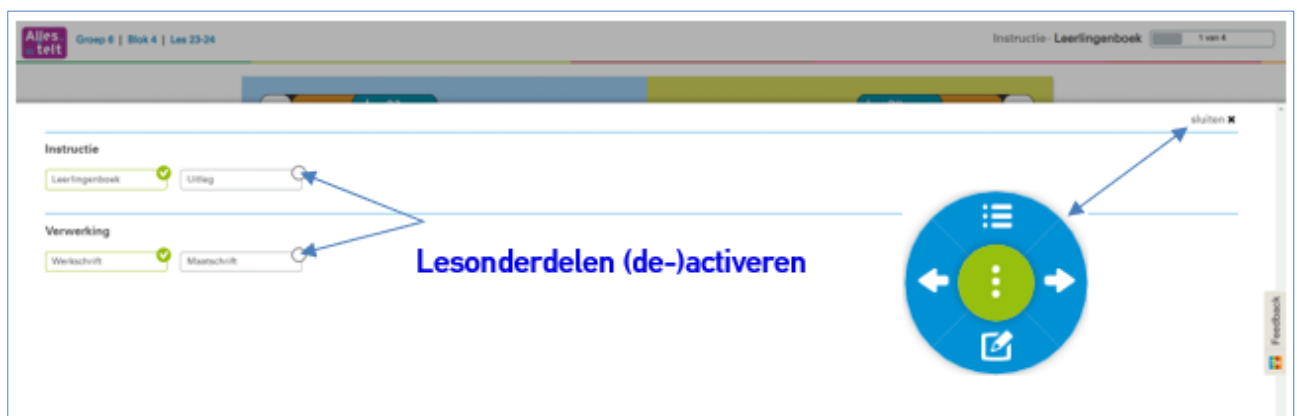 Alles telt
Groep 6 | Blok 4 | Les 23-24
Instructie- Leerlingenboek
1 van 4
sluiten ✖
Instructie
Leerlingenboek
Uitleg
Verwerking
Werkschrift
Maatschrift
Lesonderdelen (de-)activeren
Feedback